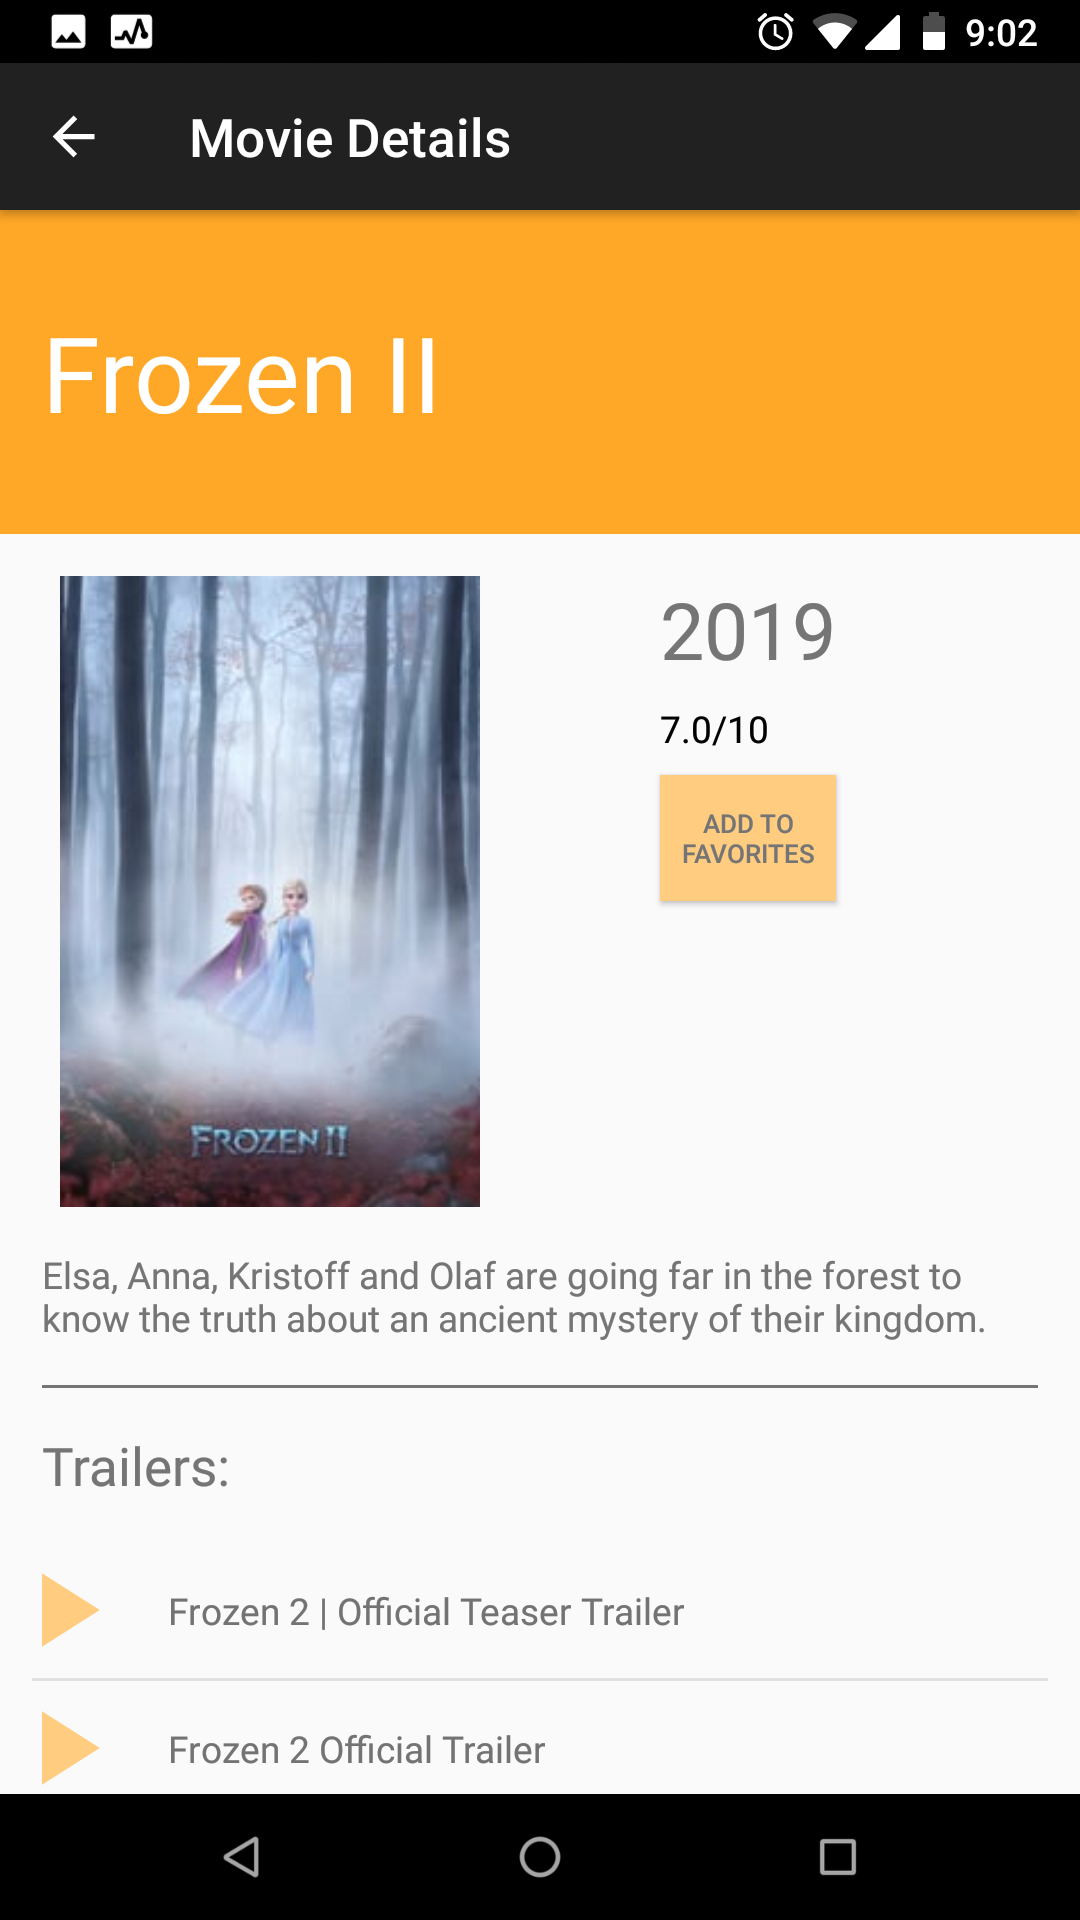 9:02
Movie Details
Frozen II
2019
7.0/10
ADD TO
FAVORITES
FROZEN II
Elsa, Anna, Kristoff and Olaf are going far in the forest to
know the truth about an ancient mystery of their kingdom.
Trailers:
Frozen 2 | Official Teaser Trailer
Frozen 2 Official Trailer